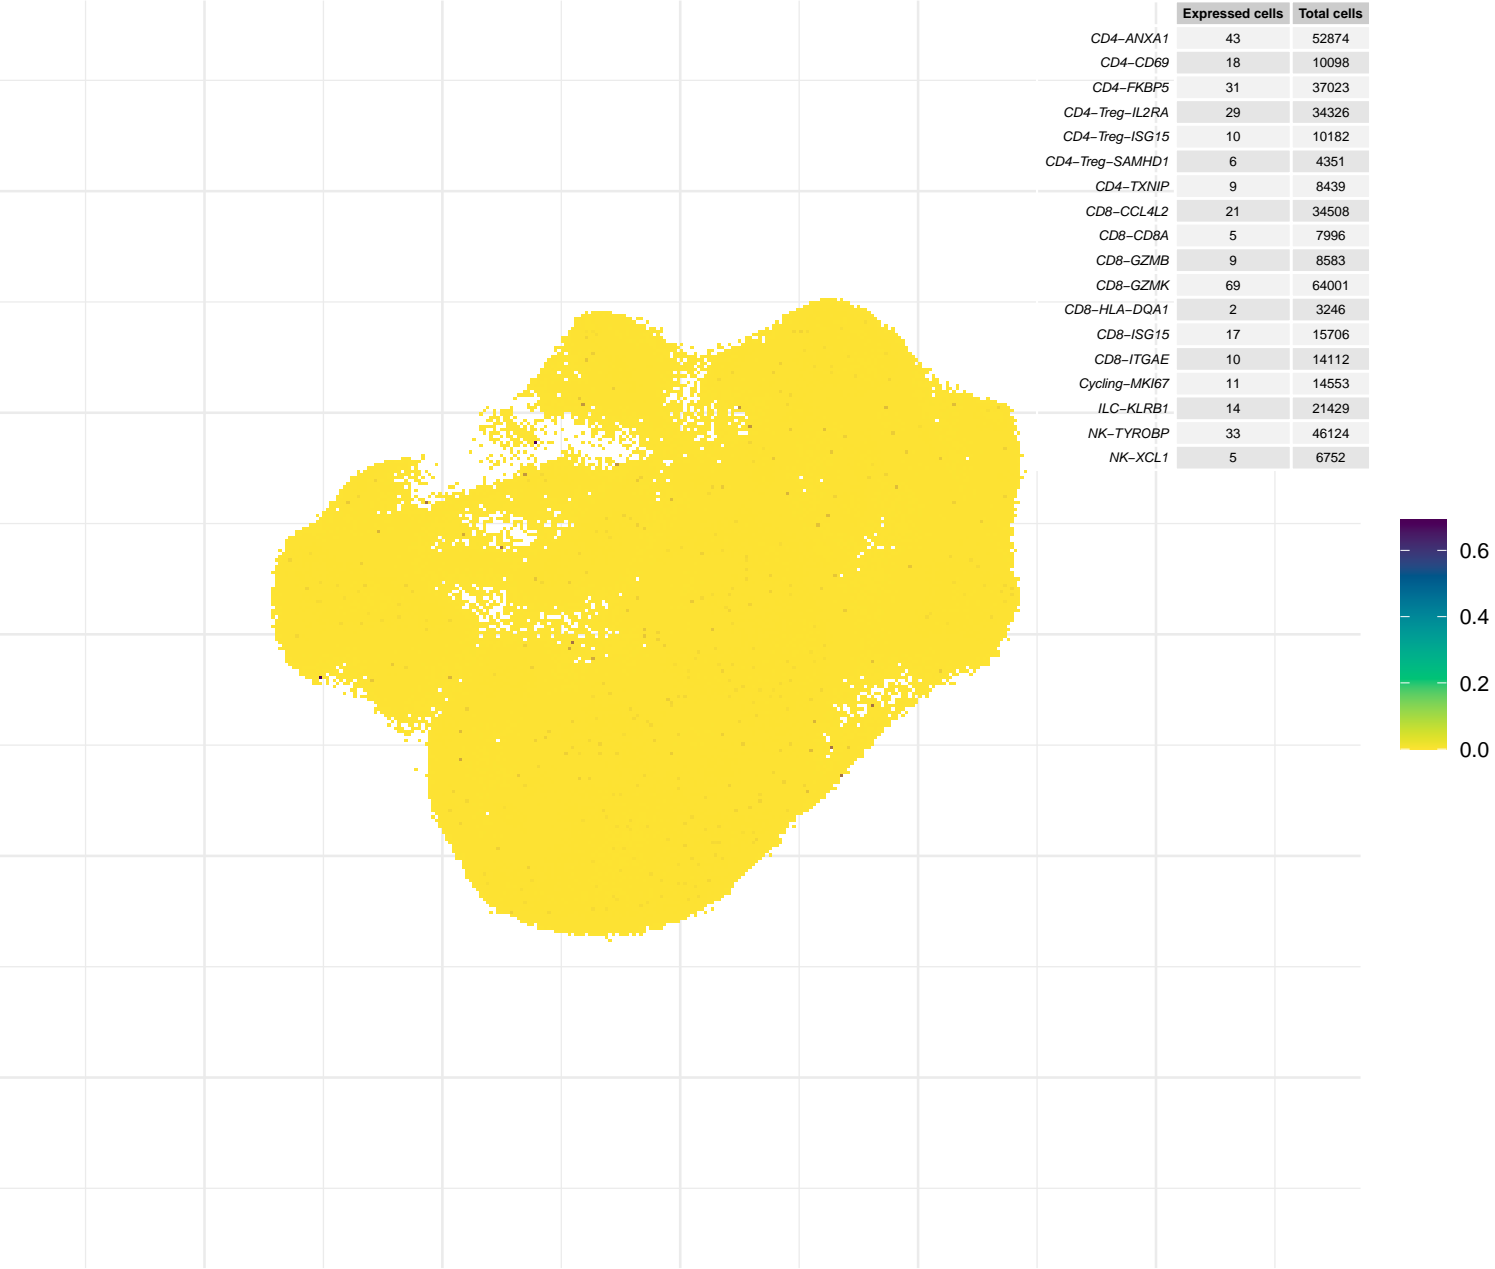 Expressed cells Total cells
CD4−ANXA1 43 52874
CD4−CD69 18 10098
CD4−FKBP5 31 37023
CD4−Treg−IL2RA 29 34326
CD4−Treg−ISG15 10 10182
CD4−Treg−SAMHD1 6 4351
CD4−TXNIP 9 8439
CD8−CCL4L2 21 34508
CD8−CD8A 5 7996
CD8−GZMB 9 8583
CD8−GZMK 69 64001
CD8−HLA−DQA1 2 3246
CD8−ISG15 17 15706
CD8−ITGAE 10 14112
Cycling−MKI67 11 14553
ILC−KLRB1 14 21429
NK−TYROBP 33 46124
NK−XCL1 5 6752
0.6
0.4
0.2
0.0